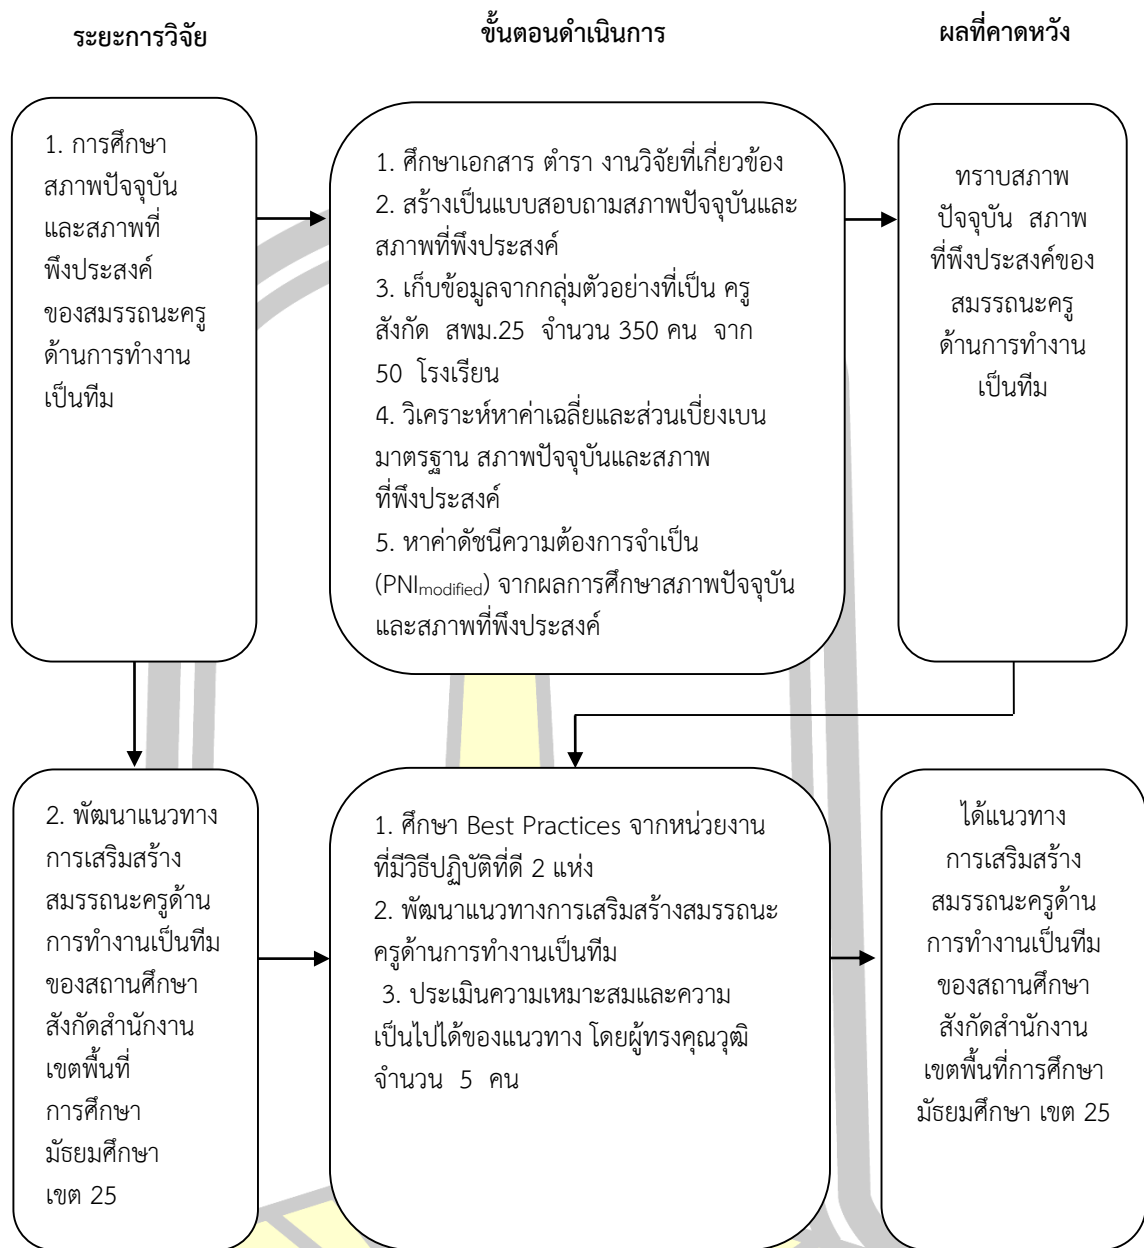 ระยะการวิจัย
ขั้นตอนดำเนินการ
ผลที่คาดหวัง
1. การศึกษา
สภาพปัจจุบัน
และสภาพที่
พึงประสงค์
ของสมรรถนะครู
ด้านการทำงาน
เป็นทีม
1. ศึกษาเอกสาร ตำรา งานวิจัยที่เกี่ยวข้อง
2. สร้างเป็นแบบสอบถามสภาพปัจจุบันและ
สภาพที่พึงประสงค์
3. เก็บข้อมูลจากกลุ่มตัวอย่างที่เป็น ครู
สังกัด สพม.25 จำนวน 350 คน จาก
50 โรงเรียน
4. วิเคราะห์หาค่าเฉลี่ยและส่วนเบี่ยงเบน
มาตรฐาน สภาพปัจจุบันและสภาพ
ที่พึงประสงค์
5. หาค่าดัชนีความต้องการจำเป็น
(PNImodified) จากผลการศึกษาสภาพปัจจุบัน
และสภาพที่พึงประสงค์
ทราบสภาพ
ปัจจุบัน สภาพ
ที่พึงประสงค์ของ
สมรรถนะครู
ด้านการทำงาน
เป็นทีม
2. พัฒนาแนวทาง
การเสริมสร้าง
สมรรถนะครูด้าน
การทำงานเป็นทีม
ของสถานศึกษา
สังกัดสำนักงาน
เขตพื้นที่
การศึกษา
มัธยมศึกษา
เขต 25
1. ศึกษา Best Practices จากหน่วยงาน
ที่มีวิธีปฏิบัติที่ดี 2 แห่ง
2. พัฒนาแนวทางการเสริมสร้างสมรรถนะ
ครูด้านการทำงานเป็นทีม
3. ประเมินความเหมาะสมและความ
เป็นไปได้ของแนวทาง โดยผู้ทรงคุณวุฒิ
จำนวน 5 คน
ได้แนวทาง
การเสริมสร้าง
สมรรถนะครูด้าน
การทำงานเป็นทีม
ของสถานศึกษา
สังกัดสำนักงาน
เขตพื้นที่การศึกษา
มัธยมศึกษา เขต 25